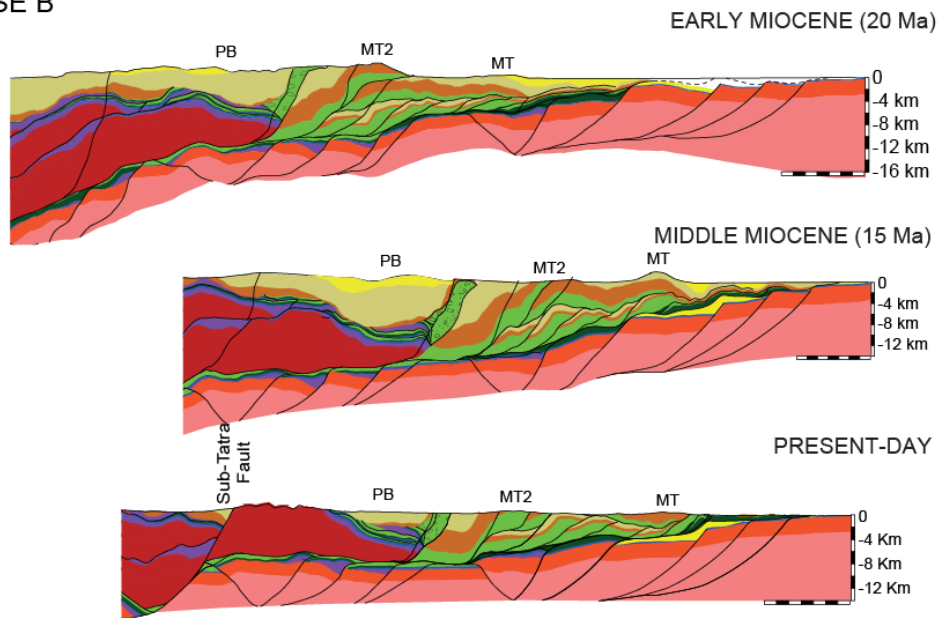 SE B
EARLY MIOCENE (20 Ma)
PB
MT2
MT
0
-4 km
-8 km
-12 km
-16 km
MIDDLE MIOCENE (15 Ma)
PB
MT2
MT
0
-4 km
-8 km
-12 km
Sub-Tatra
Fault
PRESENT-DAY
PB
MT2
MT
0
-4 Km
-8 Km
-12 Km